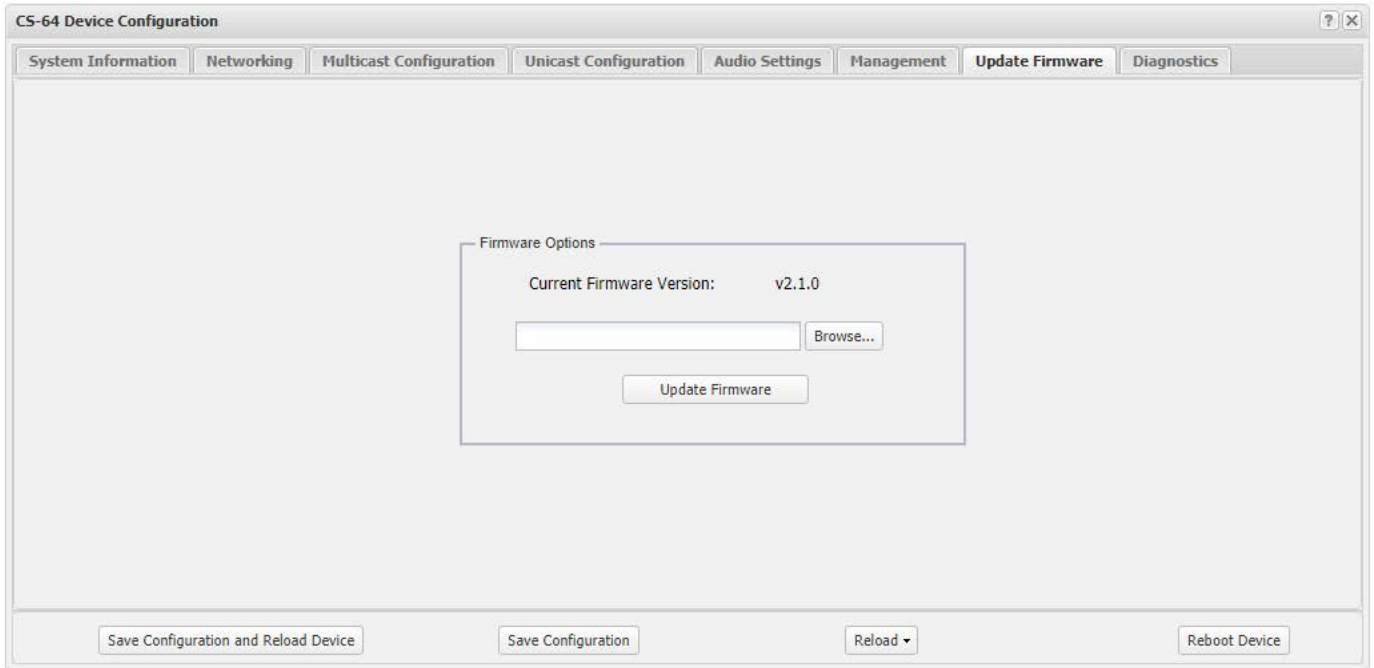 CS-64 Device Configuration ?
System Information Networking Multicast Configuration Unicast Configuration Audio Settings Management Update Firmware Diagnostics
Firmware Options
Current Firmware Version: v2.1.0
Browse...
Update Firmware
Save Configuration and Reload Device Save Configuration Reload Reboot Device